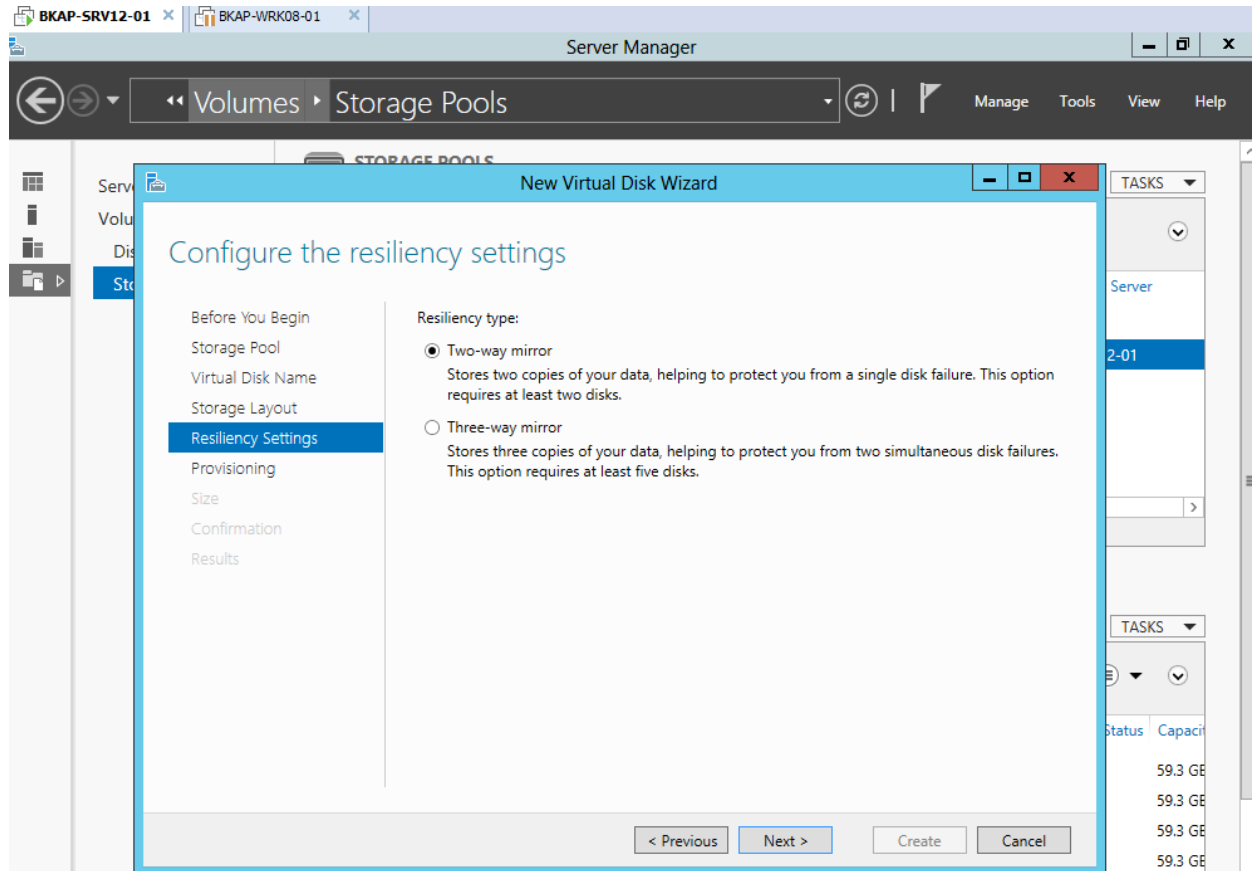 BKAP-SRV12-01 BKAP-WRK08-01
Server Manager
Volumes Storage Pools
Manage Tools View Help
STORAGE POOLS
TASKS
New Virtual Disk Wizard
Server
2-01
Configure the resiliency settings
Before You Begin
Storage Pool
Virtual Disk Name
Storage Layout
Resiliency Settings
Provisioning
Size
Confirmation
Results
Resiliency type:
Two-way mirror
Stores two copies of your data, helping to protect you from a single disk failure. This option
requires at least two disks.
Three-way mirror
Stores three copies of your data, helping to protect you from two simultaneous disk failures.
This option requires at least five disks.
TASKS
Status Capacit
59.3 GB
59.3 GB
59.3 GB
59.3 GB
< Previous Next > Create Cancel